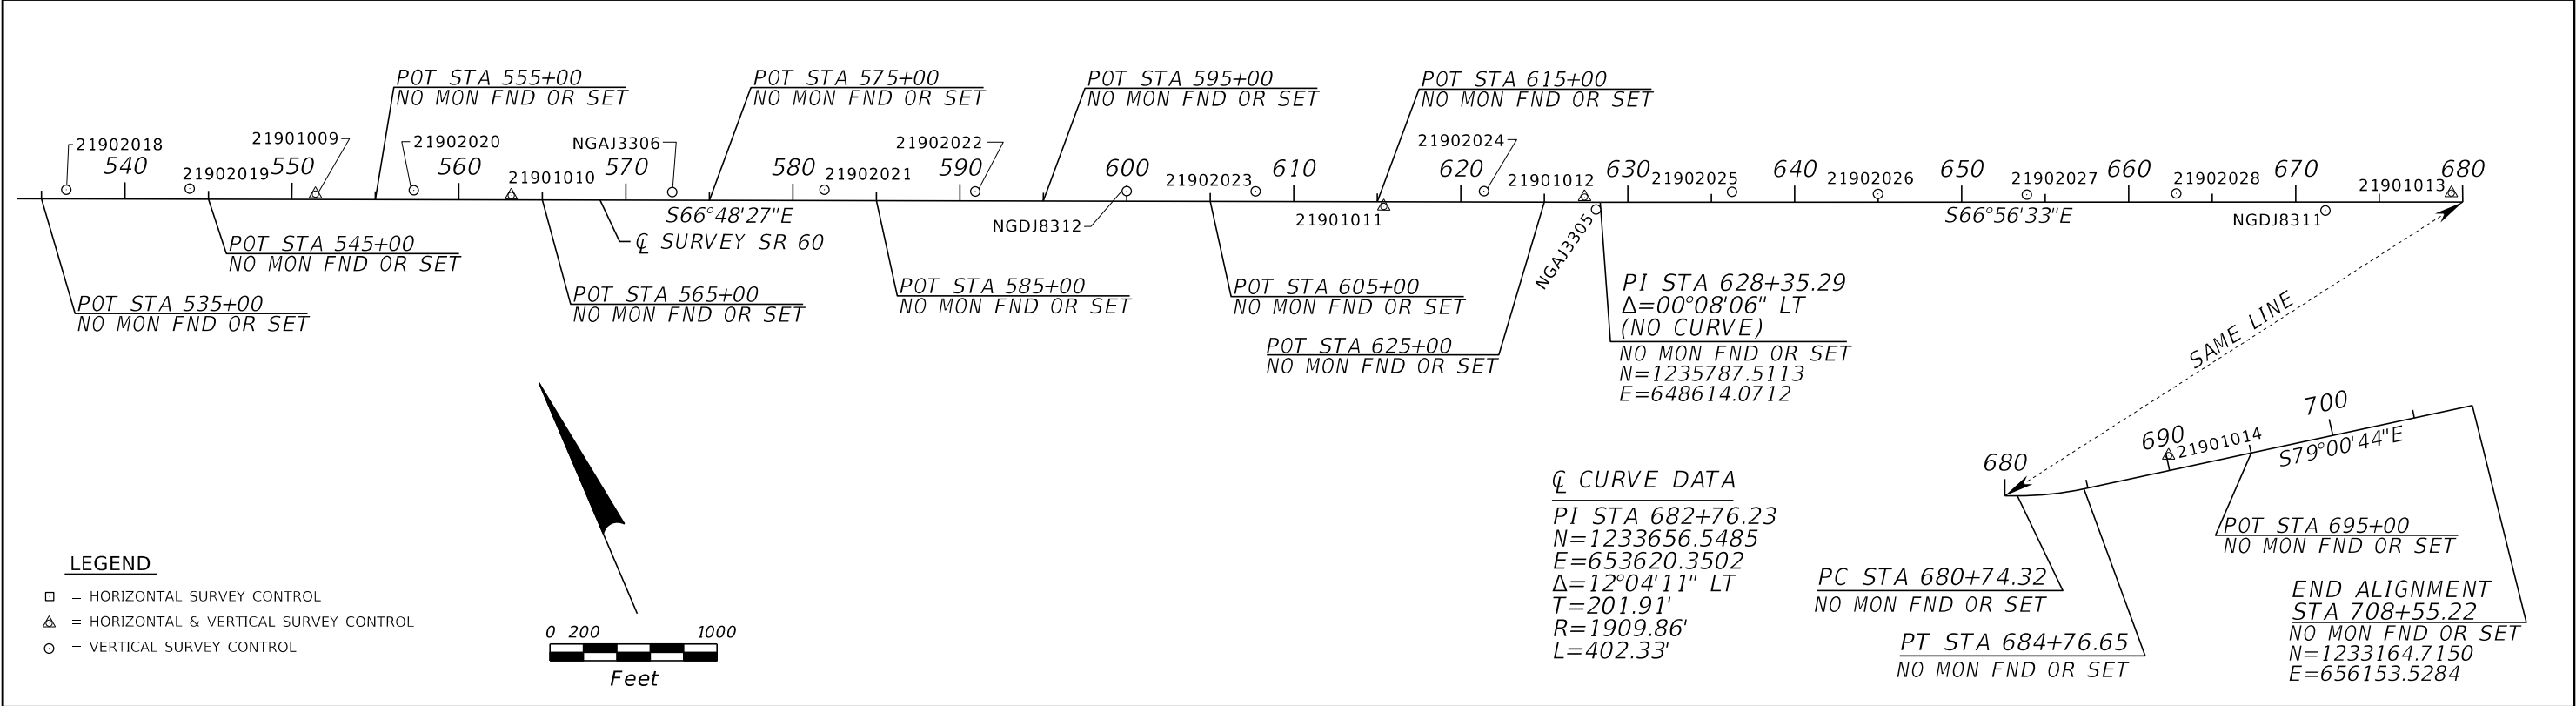 POT STA 555+00
NO MON FND OR SET
POT STA 575+00
NO MON FND OR SET
POT STA 595+00
NO MON FND OR SET
POT STA 615+00
NO MON FND OR SET
21902018
21901009
21902020
NGAJ3306
21902022
21902024
540
21902019
550
560
21901010
570
580
21902021
590
600
21902023
610
620
21901012
630
21902025
640
21902026
650
21902027
660
21902028
670
21901013
680
S66°48'27"E
NGDJ8312
21901011
NGAJ3305
S66°56'33"E
NGDJ8311
℄ SURVEY SR 60
POT STA 545+00
NO MON FND OR SET
POT STA 535+00
NO MON FND OR SET
POT STA 565+00
NO MON FND OR SET
POT STA 585+00
NO MON FND OR SET
POT STA 605+00
NO MON FND OR SET
POT STA 625+00
NO MON FND OR SET
PI STA 628+35.29
Δ=00°08'06" LT
(NO CURVE)
NO MON FND OR SET
N=1235787.5113
E=648614.0712
SAME LINE
680
690
21901014
700
S79°00'44"E
℄ CURVE DATA
PI STA 682+76.23
N=1233656.5485
E=653620.3502
Δ=12°04'11" LT
T=201.91'
R=1909.86'
L=402.33'
POT STA 695+00
NO MON FND OR SET
PC STA 680+74.32
NO MON FND OR SET
PT STA 684+76.65
NO MON FND OR SET
END ALIGNMENT
STA 708+55.22
NO MON FND OR SET
N=1233164.7150
E=656153.5284
LEGEND
= HORIZONTAL SURVEY CONTROL
= HORIZONTAL & VERTICAL SURVEY CONTROL
= VERTICAL SURVEY CONTROL
0 200 1000
Feet